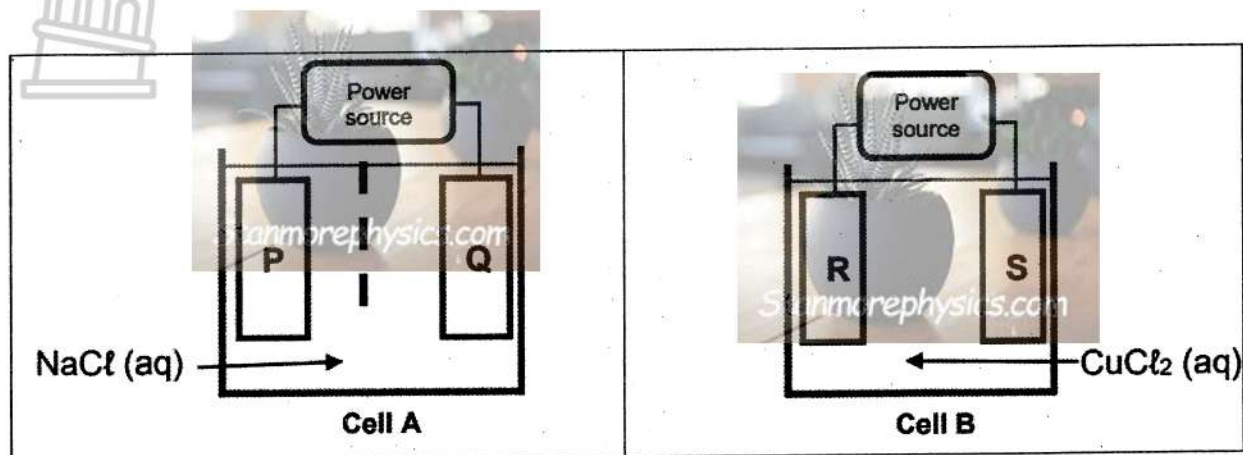 Power
source
Stanmorephysics.com
P
Q
NaCℓ (aq)
Cell A
Power
source
R
S
Stanmorephysics.com
CuCℓ₂ (aq)
Cell B